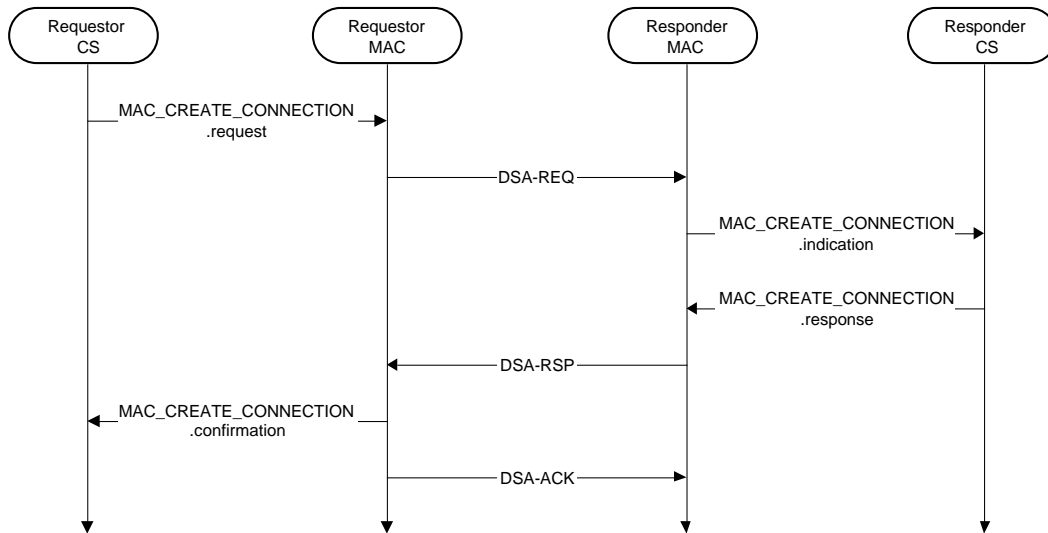 Requestor
CS
Requestor
MAC
Responder
MAC
Responder
CS
MAC_CREATE_CONNECTION
.request
DSA-REQ
MAC_CREATE_CONNECTION
.indication
MAC_CREATE_CONNECTION
.response
DSA-RSP
MAC_CREATE_CONNECTION
.confirmation
DSA-ACK